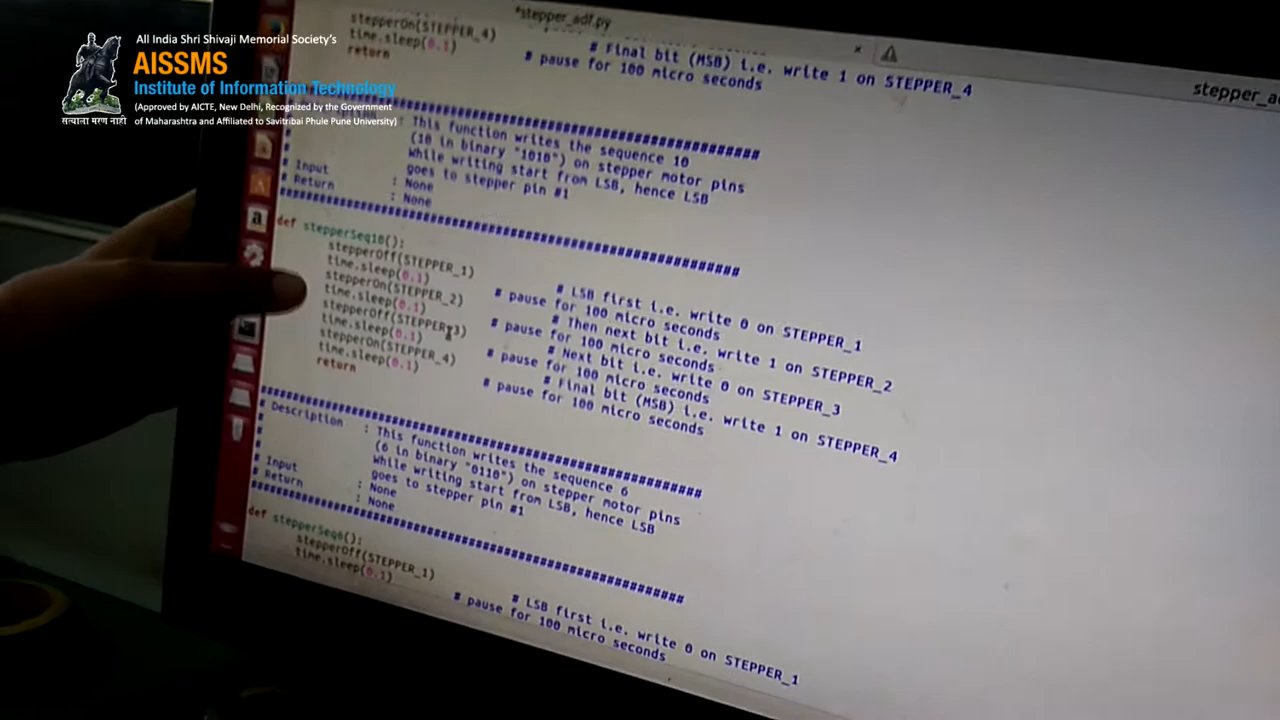 All India Shri Shivaji Memorial Society's
AISSMS
Institute of Information Technology
(Approved by AICTE, New Delhi, Recognized by the Government
of Maharashtra and Affiliated to Savitribai Phule Pune University)
सत्याला मरण नाही
*stepper_adf.py
stepper_a
stepperOn(STEPPER_4) # Final bit (MSB) i.e. write 1 on STEPPER_4
time.sleep(0.1) # pause for 100 micro seconds
return
: This function writes the sequence 10
# (10 in binary "1010") on stepper motor pins
# While writing start from LSB, hence LSB
# goes to stepper pin #1
# Input : None
# Return : None
def stepperSeq10():
stepperOff(STEPPER_1) # LSB first i.e. write 0 on STEPPER_1
time.sleep(0.1) # pause for 100 micro seconds
stepperOn(STEPPER_2) # Then next bit i.e. write 1 on STEPPER_2
time.sleep(0.1) # pause for 100 micro seconds
stepperOff(STEPPER_3) # Next bit i.e. write 0 on STEPPER_3
time.sleep(0.1) # pause for 100 micro seconds
stepperOn(STEPPER_4) # Final bit (MSB) i.e. write 1 on STEPPER_4
time.sleep(0.1) # pause for 100 micro seconds
return
# Description : This function writes the sequence 6
# (6 in binary "0110") on stepper motor pins
# While writing start from LSB, hence LSB
# goes to stepper pin #1
# Input : None
# Return : None
def stepperSeq6():
stepperOff(STEPPER_1) # LSB first i.e. write 0 on STEPPER_1
time.sleep(0.1) # pause for 100 micro seconds